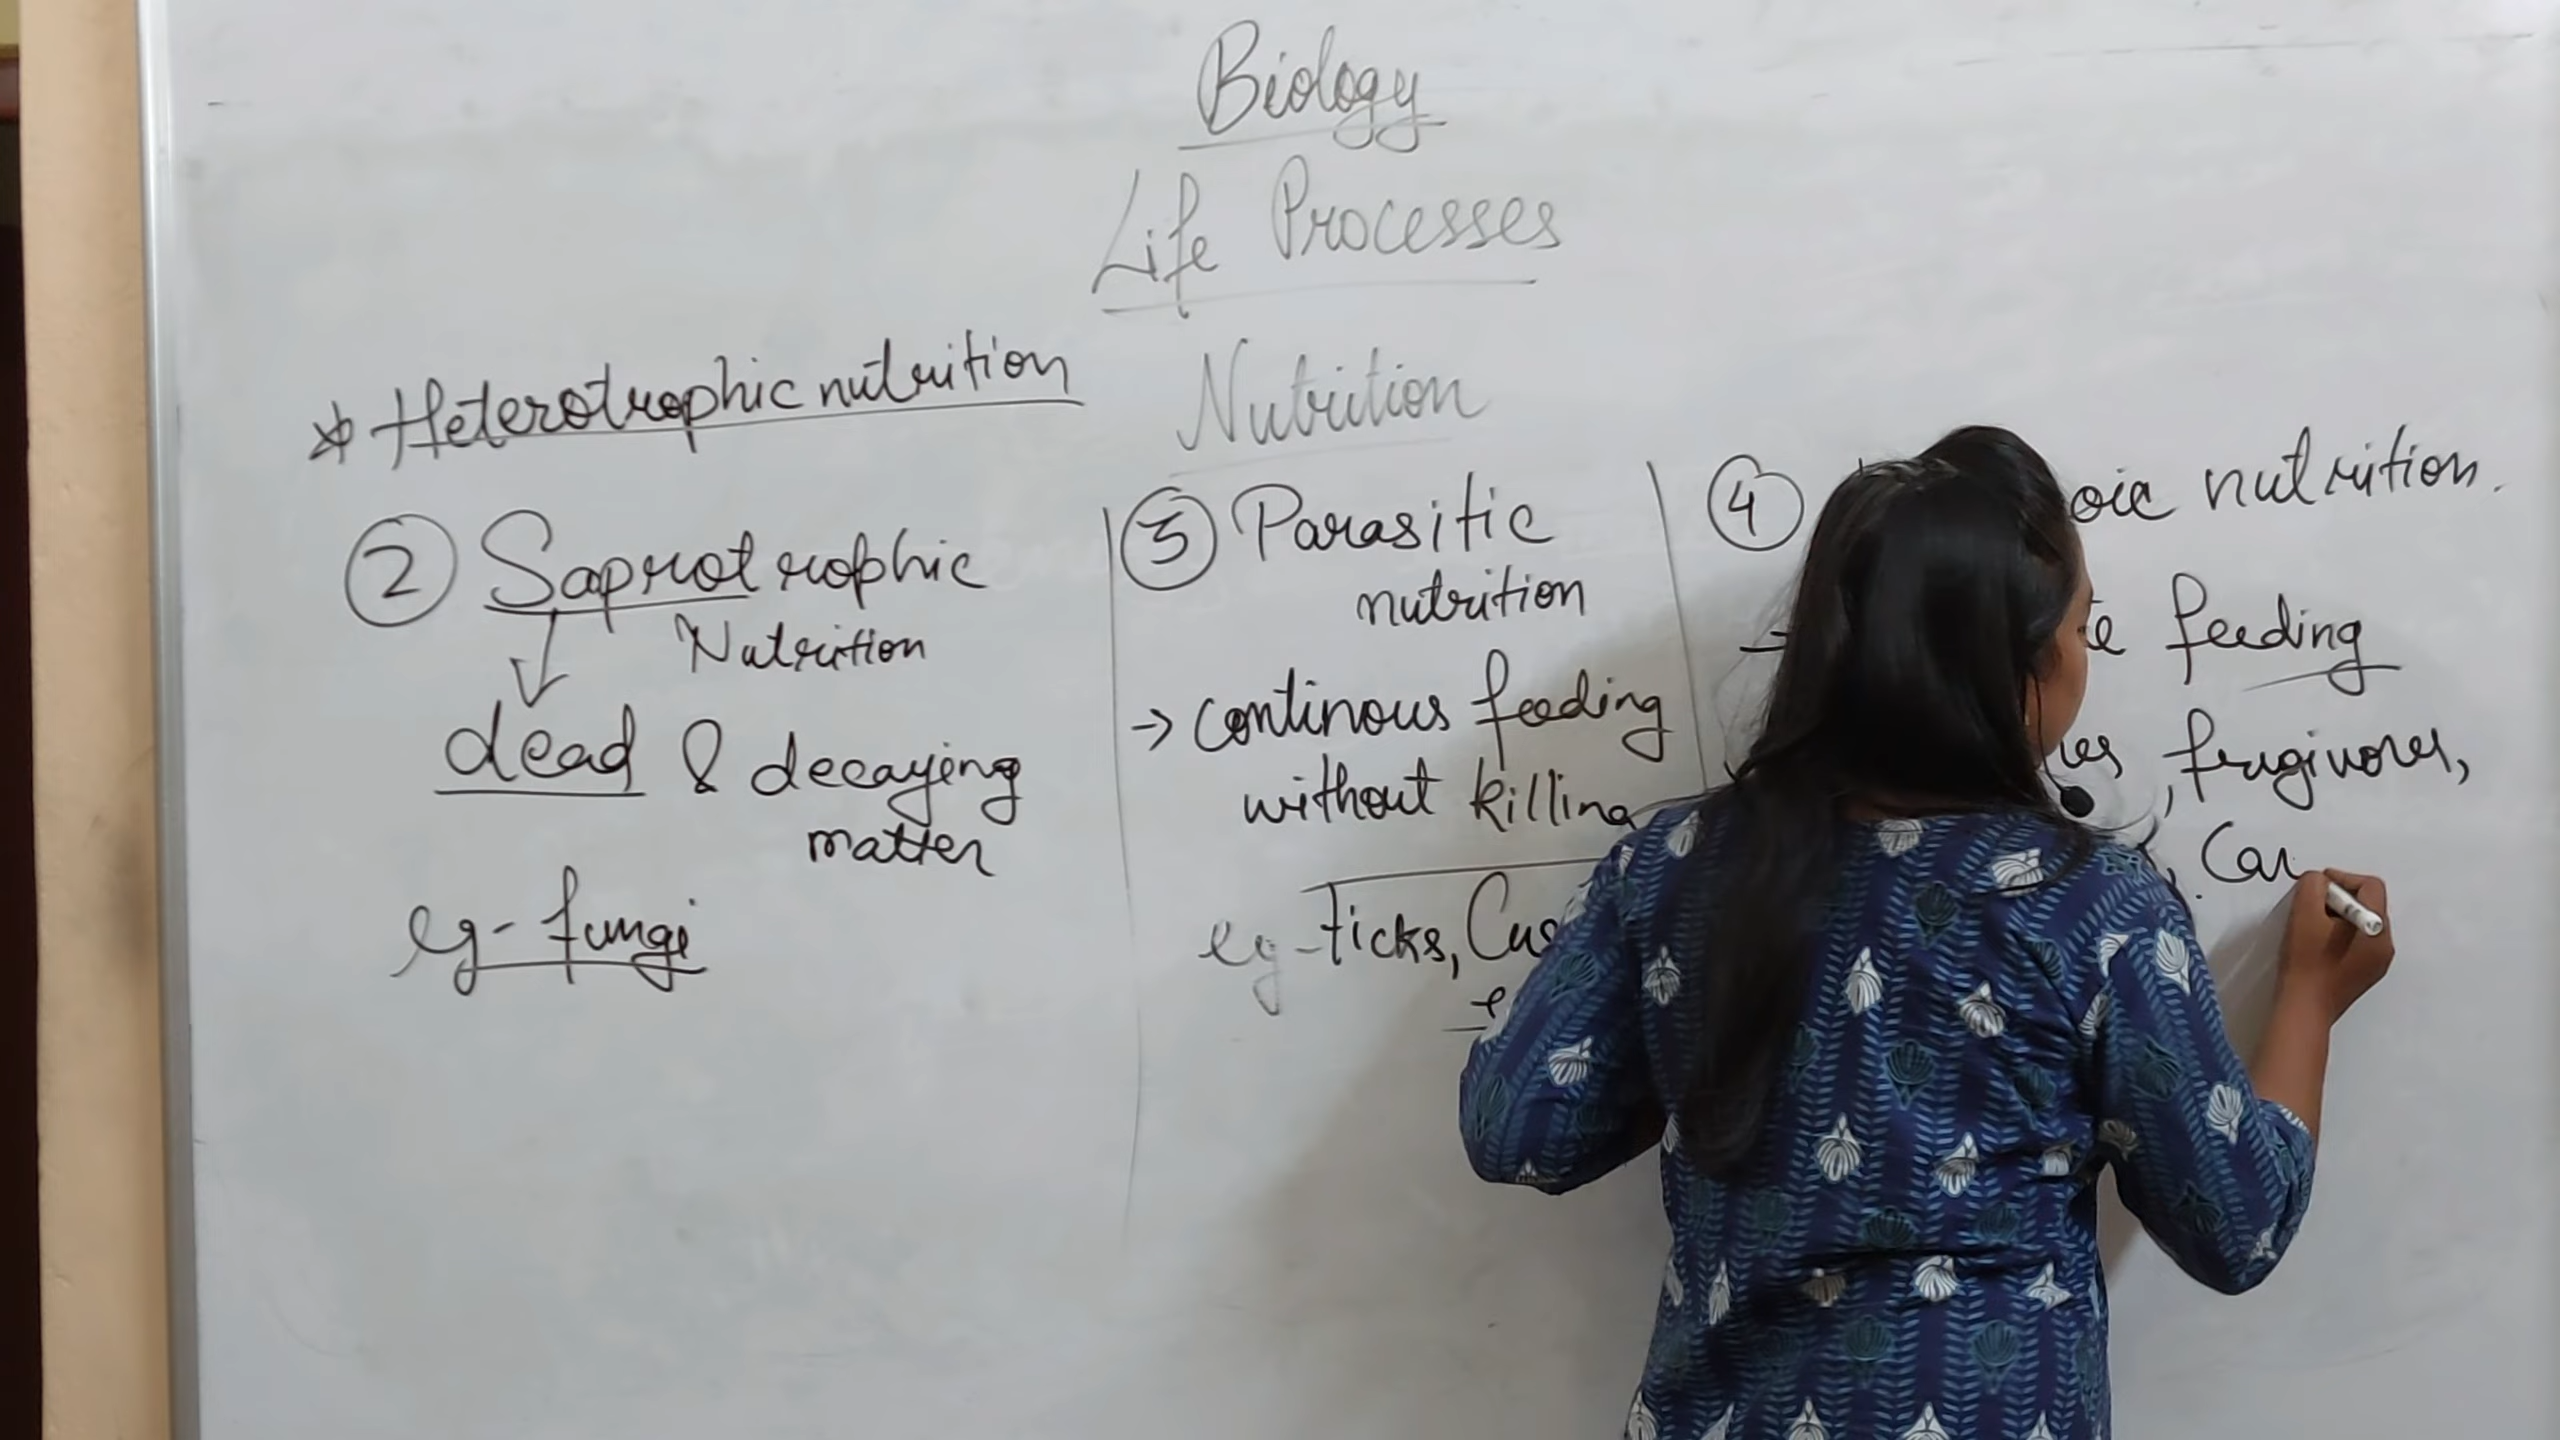 Biology
Life Processes
Nutrition
* Heterotrophic nutrition
② Saprotrophic
Nutrition
↓
dead & decaying
matter
eg- fungi
③ Parasitic
nutrition
→ continous feeding
without killing
eg- Ticks,
④ nutrition.
→ feeding
, frugivores,
,